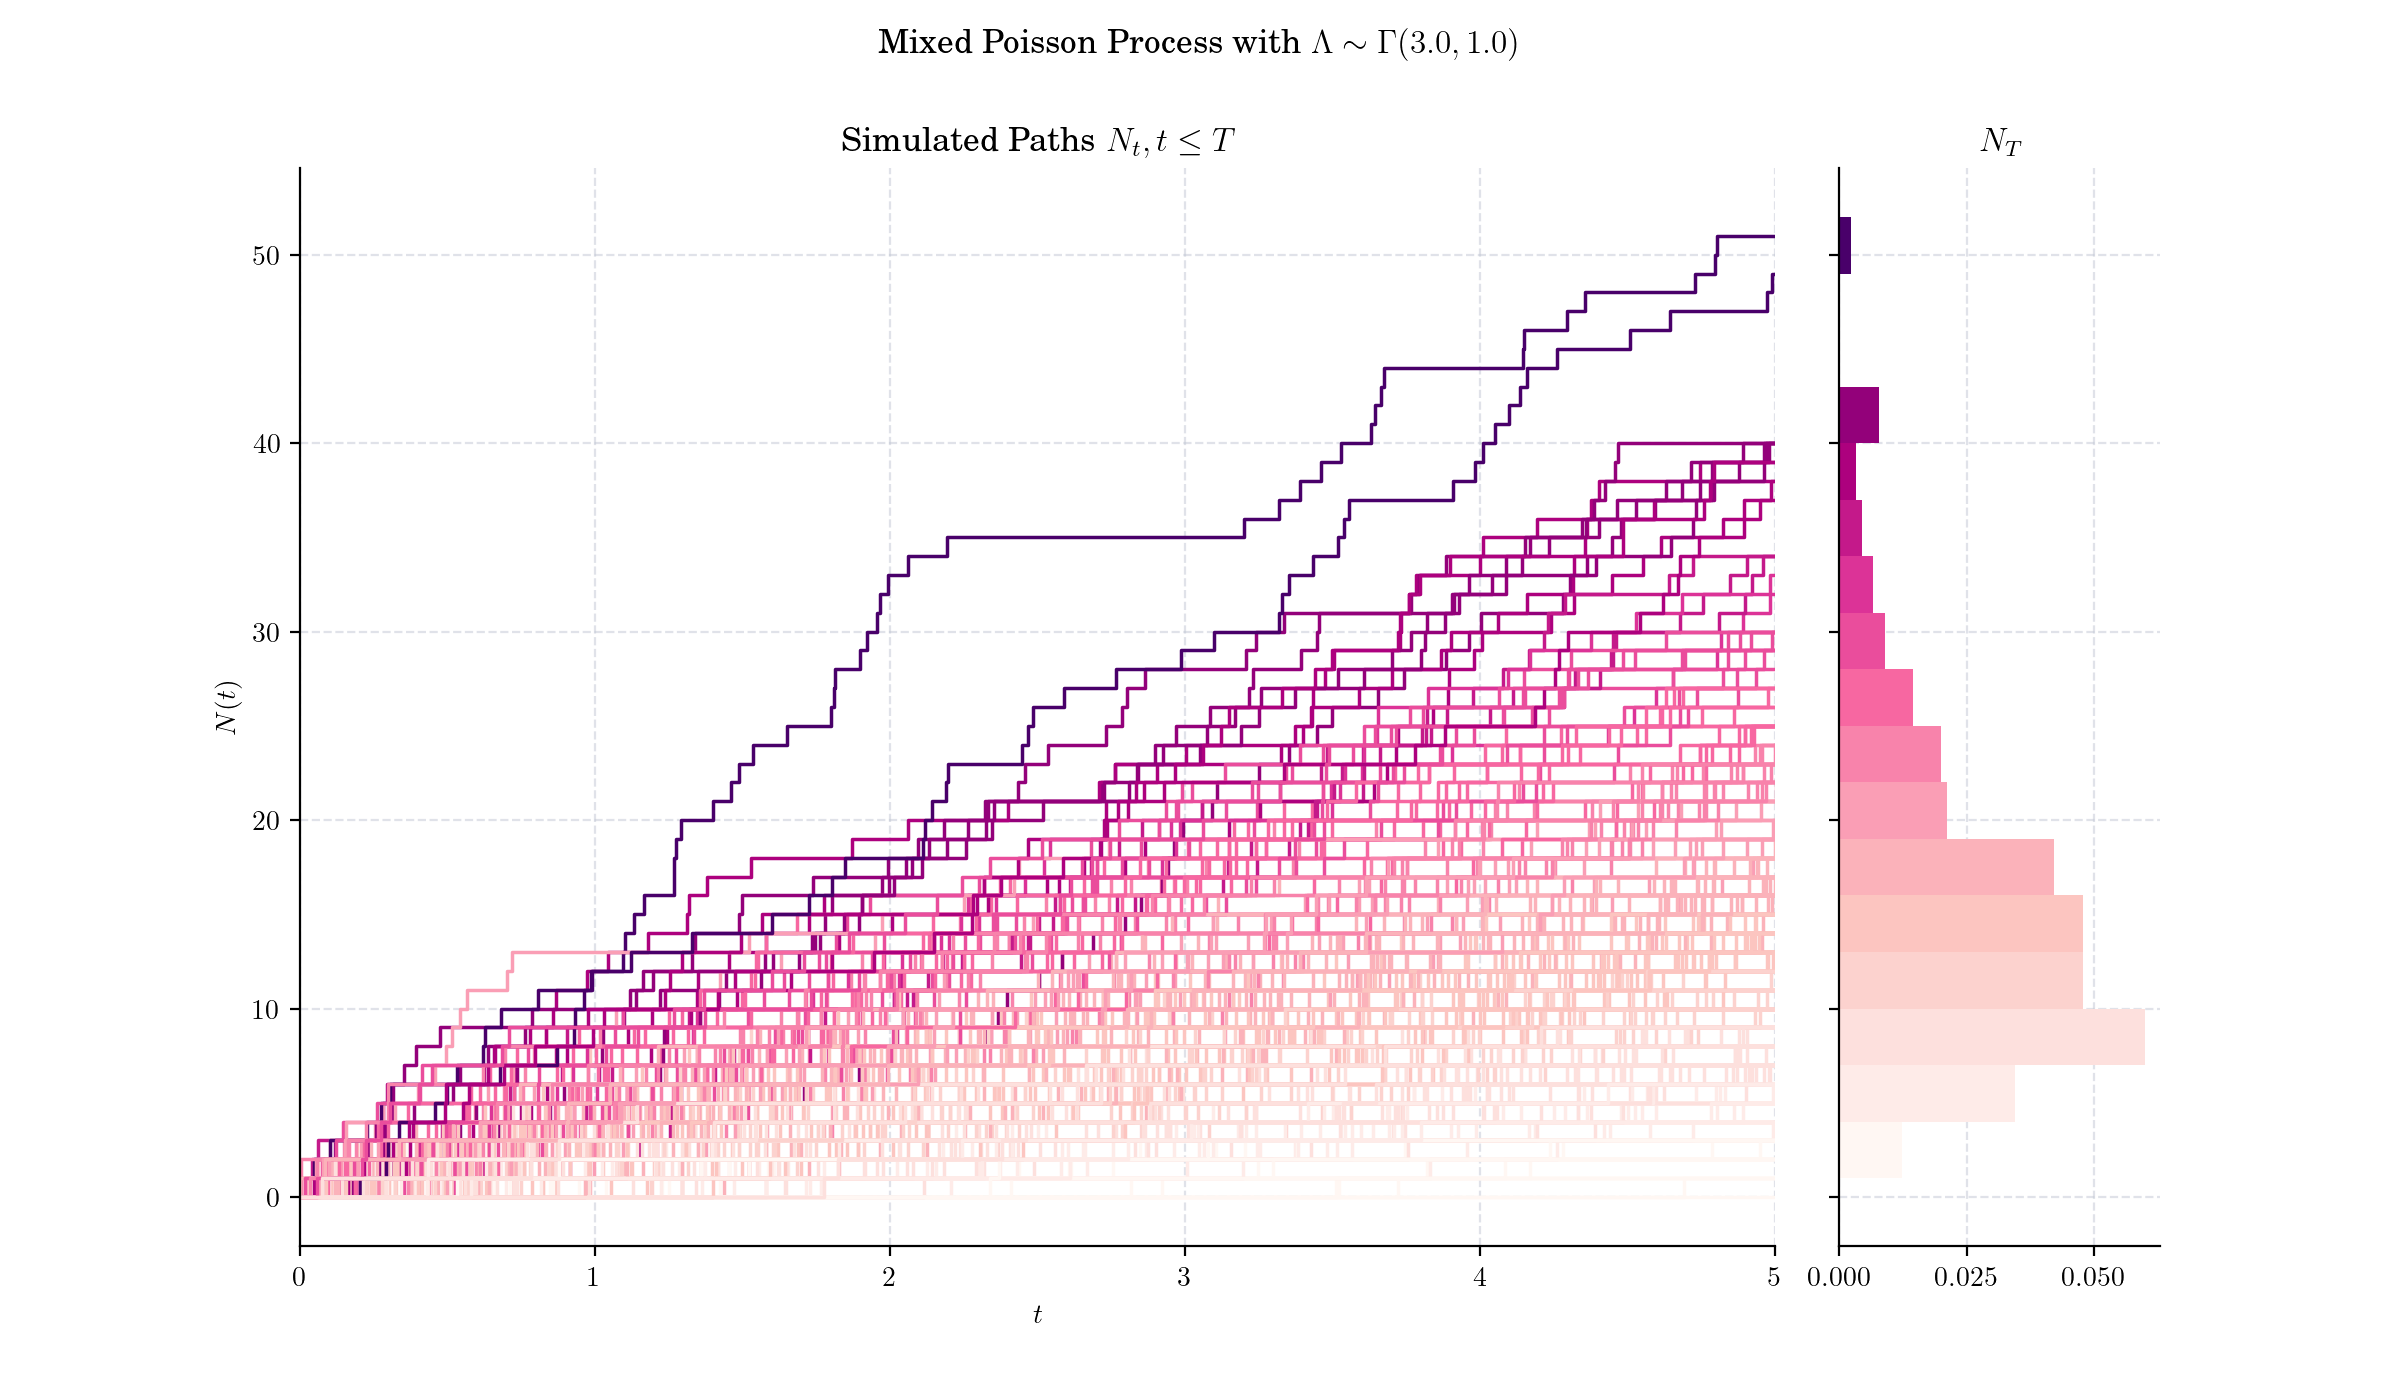 Mixed Poisson Process with Λ ∼ Γ(3.0, 1.0)
Simulated Paths N_t, t ≤ T
N_T
50
40
30
20
10
0
N(t)
0 1 2 3 4 5
t
0.000 0.025 0.050